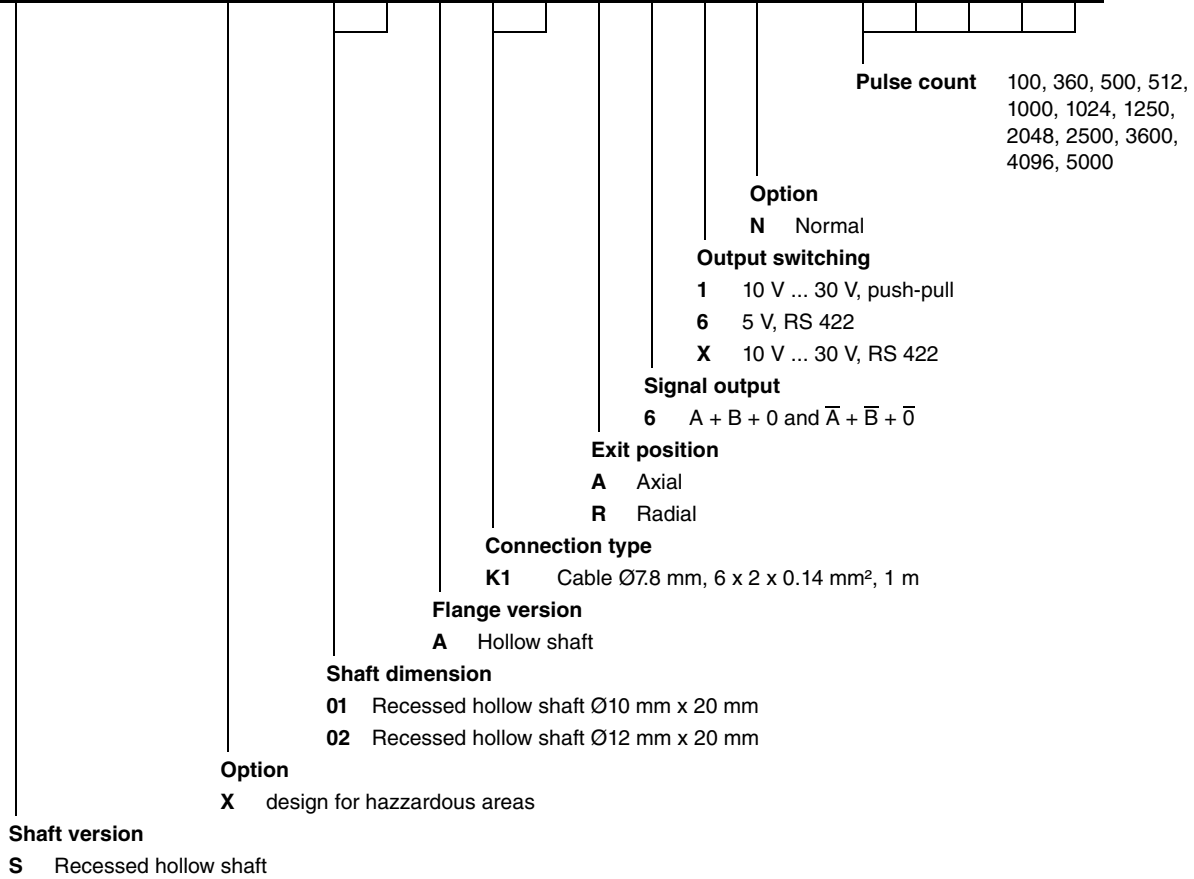 Pulse count 100, 360, 500, 512,
1000, 1024, 1250,
2048, 2500, 3600,
4096, 5000
Option
N Normal
Output switching
1 10 V ... 30 V, push-pull
6 5 V, RS 422
X 10 V ... 30 V, RS 422
Signal output
6 A + B + 0 and A̅ + B̅ + 0̅
Exit position
A Axial
R Radial
Connection type
K1 Cable Ø7.8 mm, 6 x 2 x 0.14 mm², 1 m
Flange version
A Hollow shaft
Shaft dimension
01 Recessed hollow shaft Ø10 mm x 20 mm
02 Recessed hollow shaft Ø12 mm x 20 mm
Option
X design for hazzardous areas
Shaft version
S Recessed hollow shaft